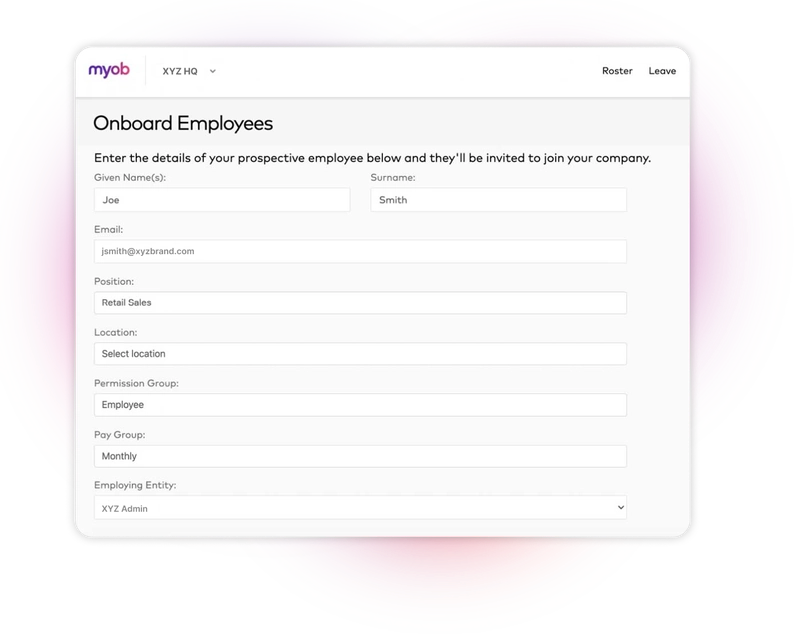 myob XYZ HQ Roster Leave
Onboard Employees
Enter the details of your prospective employee below and they'll be invited to join your company.
Given Name(s): Surname:
Joe Smith
Email:
jsmith@xyzbrand.com
Position:
Retail Sales
Location:
Select location
Permission Group:
Employee
Pay Group:
Monthly
Employing Entity:
XYZ Admin